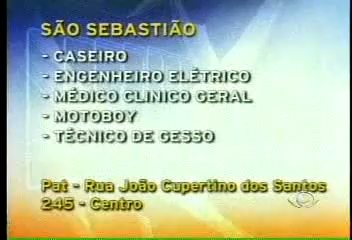 SÃO SEBASTIÃO
- CASEIRO
- ENGENHEIRO ELÉTRICO
- MÉDICO CLINICO GERAL
- MOTOBOY
- TÉCNICO DE GESSO
Pat - Rua João Cupertino dos Santos
245 - Centro